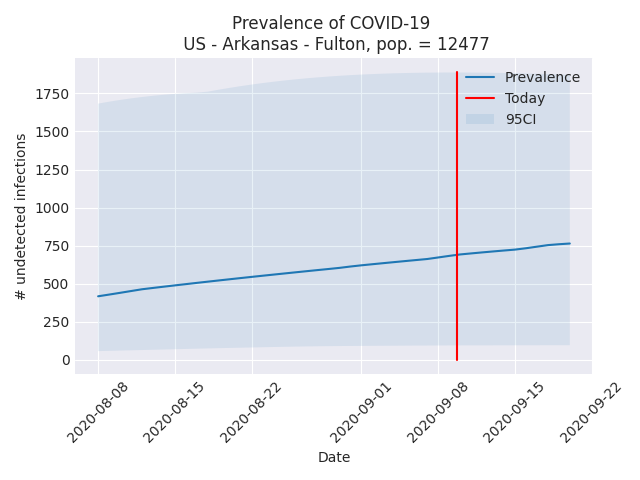 Prevalence of COVID-19
US - Arkansas - Fulton, pop. = 12477
Prevalence
Today
95CI
# undetected infections
1750
1500
1250
1000
750
500
250
0
2020-08-08
2020-08-15
2020-08-22
2020-09-01
2020-09-08
2020-09-15
2020-09-22
Date